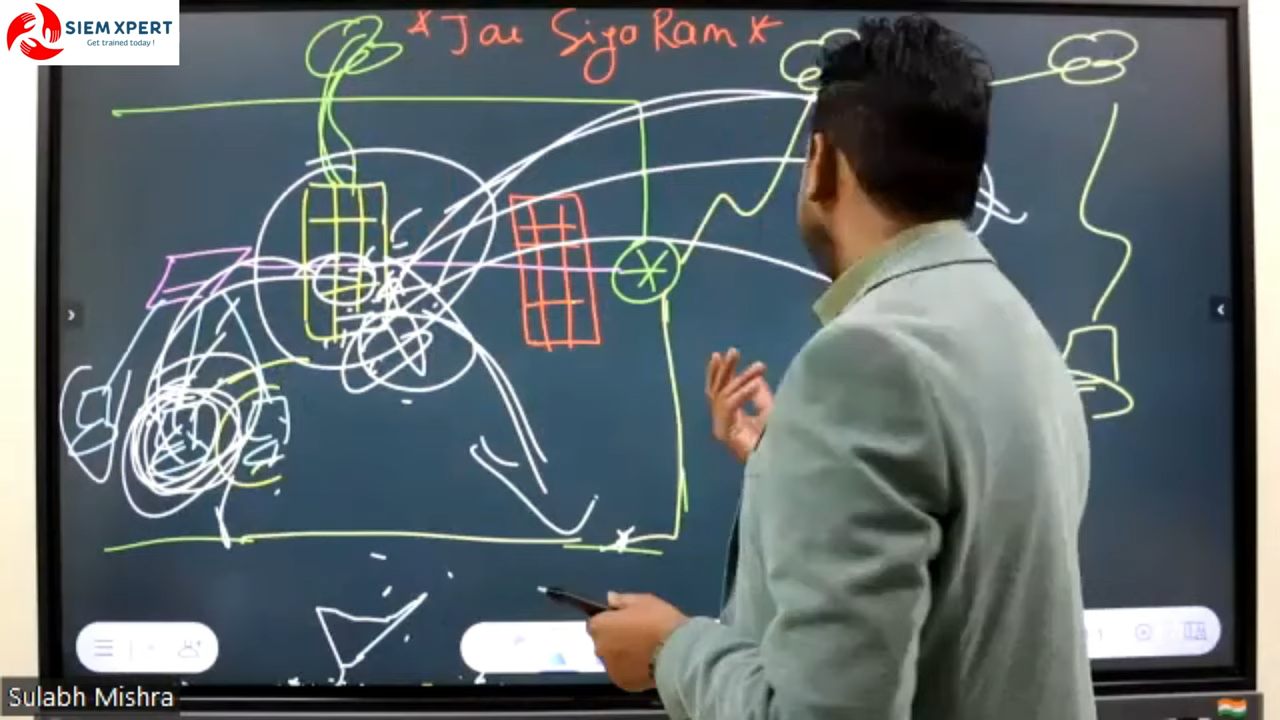 SIEM XPERT
Get trained today!
* Jai Siya Ram *
Sulabh Mishra